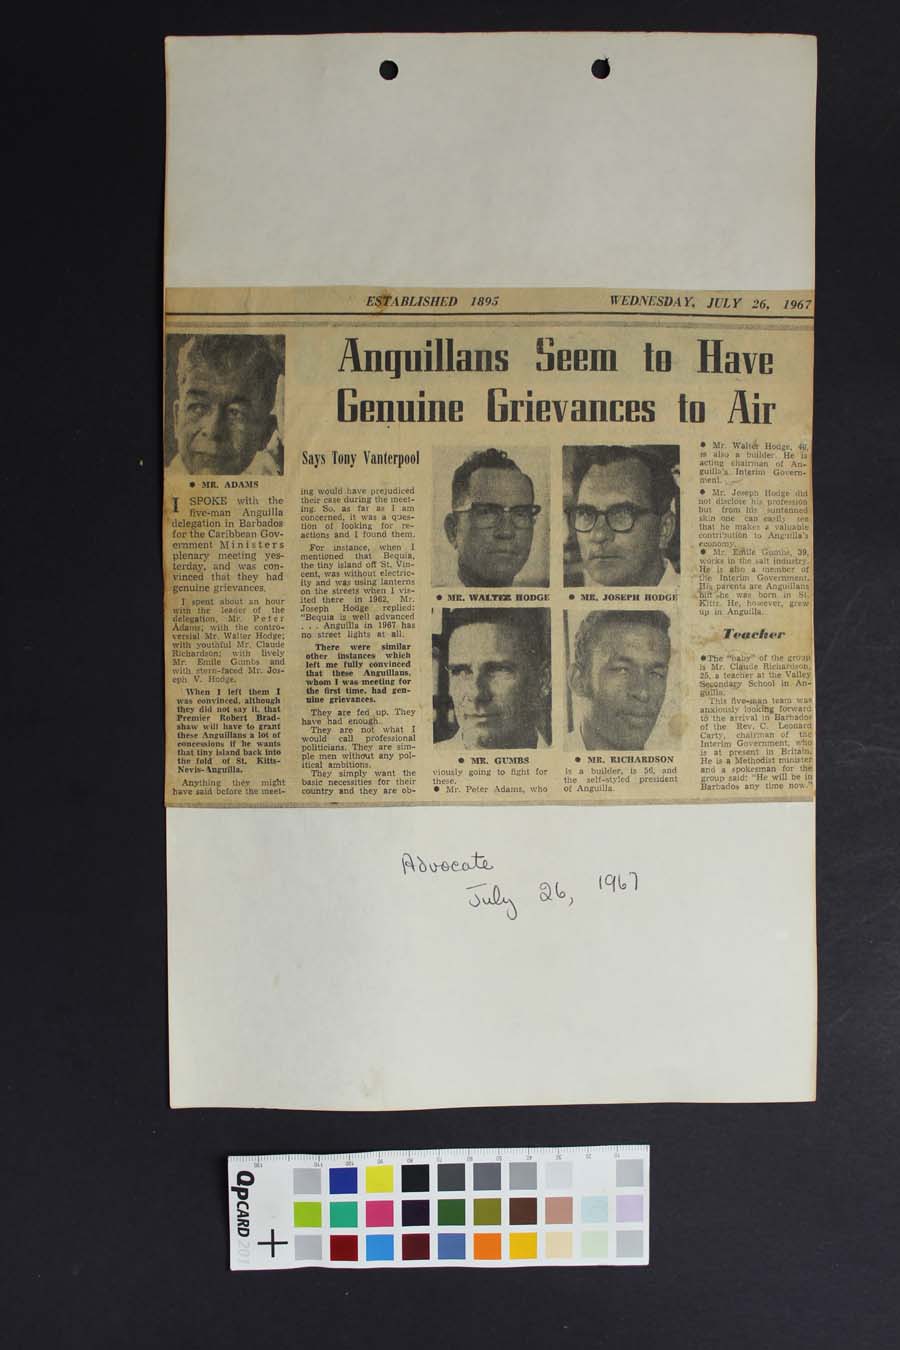 ESTABLISHED 1895
WEDNESDAY, JULY 26, 1967
Anguillans Seem to Have
Genuine Grievances to Air
Says Tony Vanterpool
● MR. ADAMS
I SPOKE with the
five-man Anguilla
delegation in Barbados
for the Caribbean Gov-
ernment Ministers
plenary meeting yes-
terday, and was con-
vinced that they had
genuine grievances.
I spent about an hour
with the leader of the
delegation, Mr. Peter
Adams; with the contro-
versial Mr. Walter Hodge;
with youthful Mr. Claude
Richardson; with lively
Mr. Emile Gumbs and
with stern-faced Mr. Jos-
eph V. Hodge.
When I left them I
was convinced, although
they did not say it, that
Premier Robert Brad-
shaw will have to grant
these Anguillans a lot of
concessions if he wants
that tiny island back into
the fold of St. Kitts-
Nevis-Anguilla.
Anything they might
have said before the meet-
ing would have prejudiced
their case during the meet-
ing. So, as far as I am
concerned, it was a ques-
tion of looking for re-
actions and I found them.
For instance, when I
mentioned that Bequia,
the tiny island off St. Vin-
cent, was without electric-
ity and was using lanterns
on the streets when I vis-
ited there in 1962, Mr.
Joseph Hodge replied:
"Bequia is well advanced
. . . Anguilla in 1967 has
no street lights at all.
There were similar
other instances which
left me fully convinced
that these Anguillans,
whom I was meeting for
the first time, had gen-
uine grievances.
They are fed up. They
have had enough.
They are not what I
would call professional
politicians. They are sim-
ple men without any pol-
itical ambitions.
They simply want the
basic necessities for their
country and they are ob-
● MR. WALTER HODGE
● MR. JOSEPH HODGE
● MR. GUMBS
● MR. RICHARDSON
viously going to fight for
these.
● Mr. Peter Adams, who
is a builder, is 56, and
the self-styled president
of Anguilla.
● Mr. Walter Hodge, 46,
is also a builder. He is
acting chairman of An-
guilla's Interim Govern-
ment.
● Mr. Joseph Hodge did
not disclose his profession
but from his suntanned
skin one can easily see
that he makes a valuable
contribution to Anguilla's
economy.
● Mr. Emile Gumbs, 39,
works in the salt industry.
He is also a member of
the Interim Government.
His parents are Anguillans
but he was born in St.
Kitts. He, however, grew
up in Anguilla.
Teacher
● The "baby" of the group
is Mr. Claude Richardson,
25, a teacher at the Valley
Secondary School in An-
guilla.
This five-man team was
anxiously looking forward
to the arrival in Barbados
of the Rev. C. Leonard
Carty, chairman of the
Interim Government, who
is at present in Britain.
He is a Methodist minister
and a spokesman for the
group said: "He will be in
Barbados any time now."
Advocate
July 26, 1967
QPCARD 201